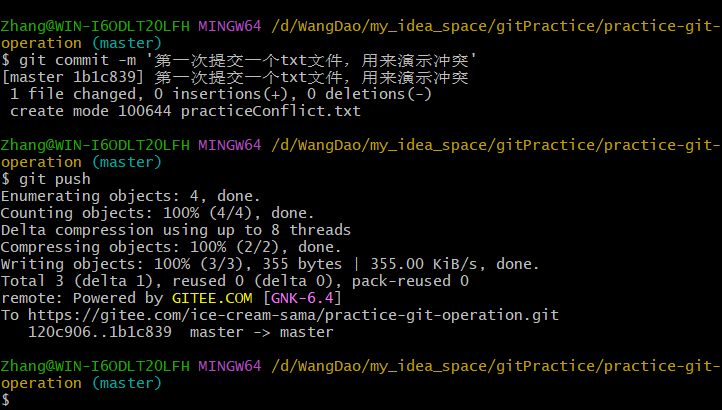 Zhang@WIN-I6ODLT2OLFH MINGW64 /d/WangDao/my_idea_space/gitPractice/practice-git-
operation (master)
$ git commit -m '第一次提交一个txt文件，用来演示冲突'
[master 1b1c839] 第一次提交一个txt文件，用来演示冲突
 1 file changed, 0 insertions(+), 0 deletions(-)
 create mode 100644 practiceConflict.txt
Zhang@WIN-I6ODLT2OLFH MINGW64 /d/WangDao/my_idea_space/gitPractice/practice-git-
operation (master)
$ git push
Enumerating objects: 4, done.
Counting objects: 100% (4/4), done.
Delta compression using up to 8 threads
Compressing objects: 100% (2/2), done.
Writing objects: 100% (3/3), 355 bytes | 355.00 KiB/s, done.
Total 3 (delta 1), reused 0 (delta 0), pack-reused 0
remote: Powered by GITEE.COM [GNK-6.4]
To https://gitee.com/ice-cream-sama/practice-git-operation.git
   120c906..1b1c839  master -> master
Zhang@WIN-I6ODLT2OLFH MINGW64 /d/WangDao/my_idea_space/gitPractice/practice-git-
operation (master)
$